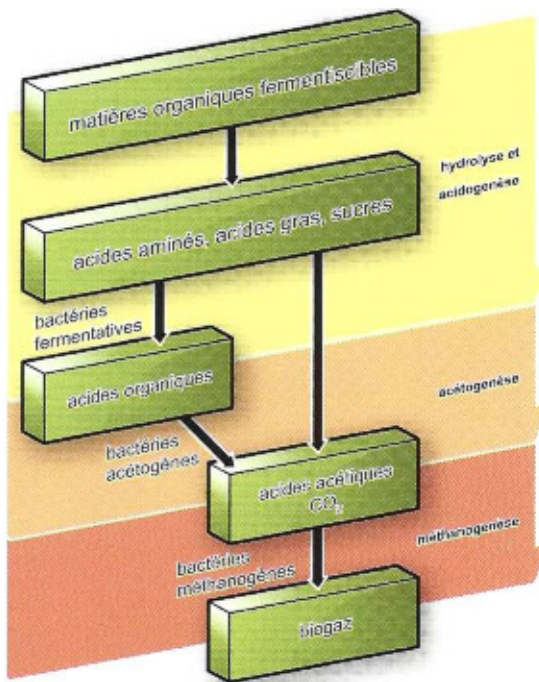 matières organiques fermentiscibles
hydrolyse et
acidogenèse
acides aminés, acides gras, sucres
bactéries
fermentatives
acides organiques
acétogenèse
bactéries
acétogènes
acides acétiques
CO₂
méthanogenèse
bactéries
méthanogènes
biogaz